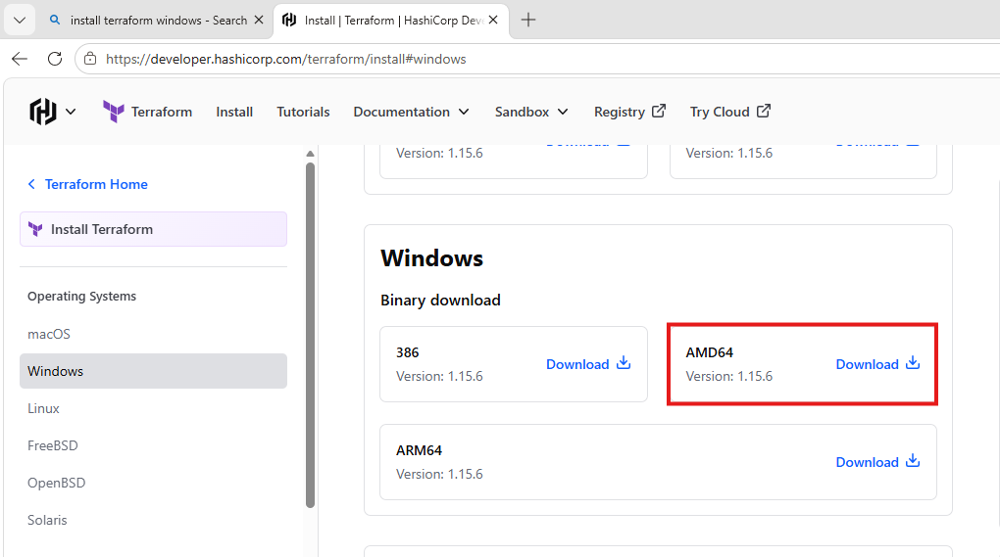 install terraform windows - Search
Install | Terraform | HashiCorp Dev
https://developer.hashicorp.com/terraform/install#windows
Terraform
Install
Tutorials
Documentation
Sandbox
Registry
Try Cloud
Terraform Home
Install Terraform
Operating Systems
macOS
Windows
Linux
FreeBSD
OpenBSD
Solaris
Version: 1.15.6
Version: 1.15.6
Windows
Binary download
386
Version: 1.15.6
Download
AMD64
Version: 1.15.6
Download
ARM64
Version: 1.15.6
Download